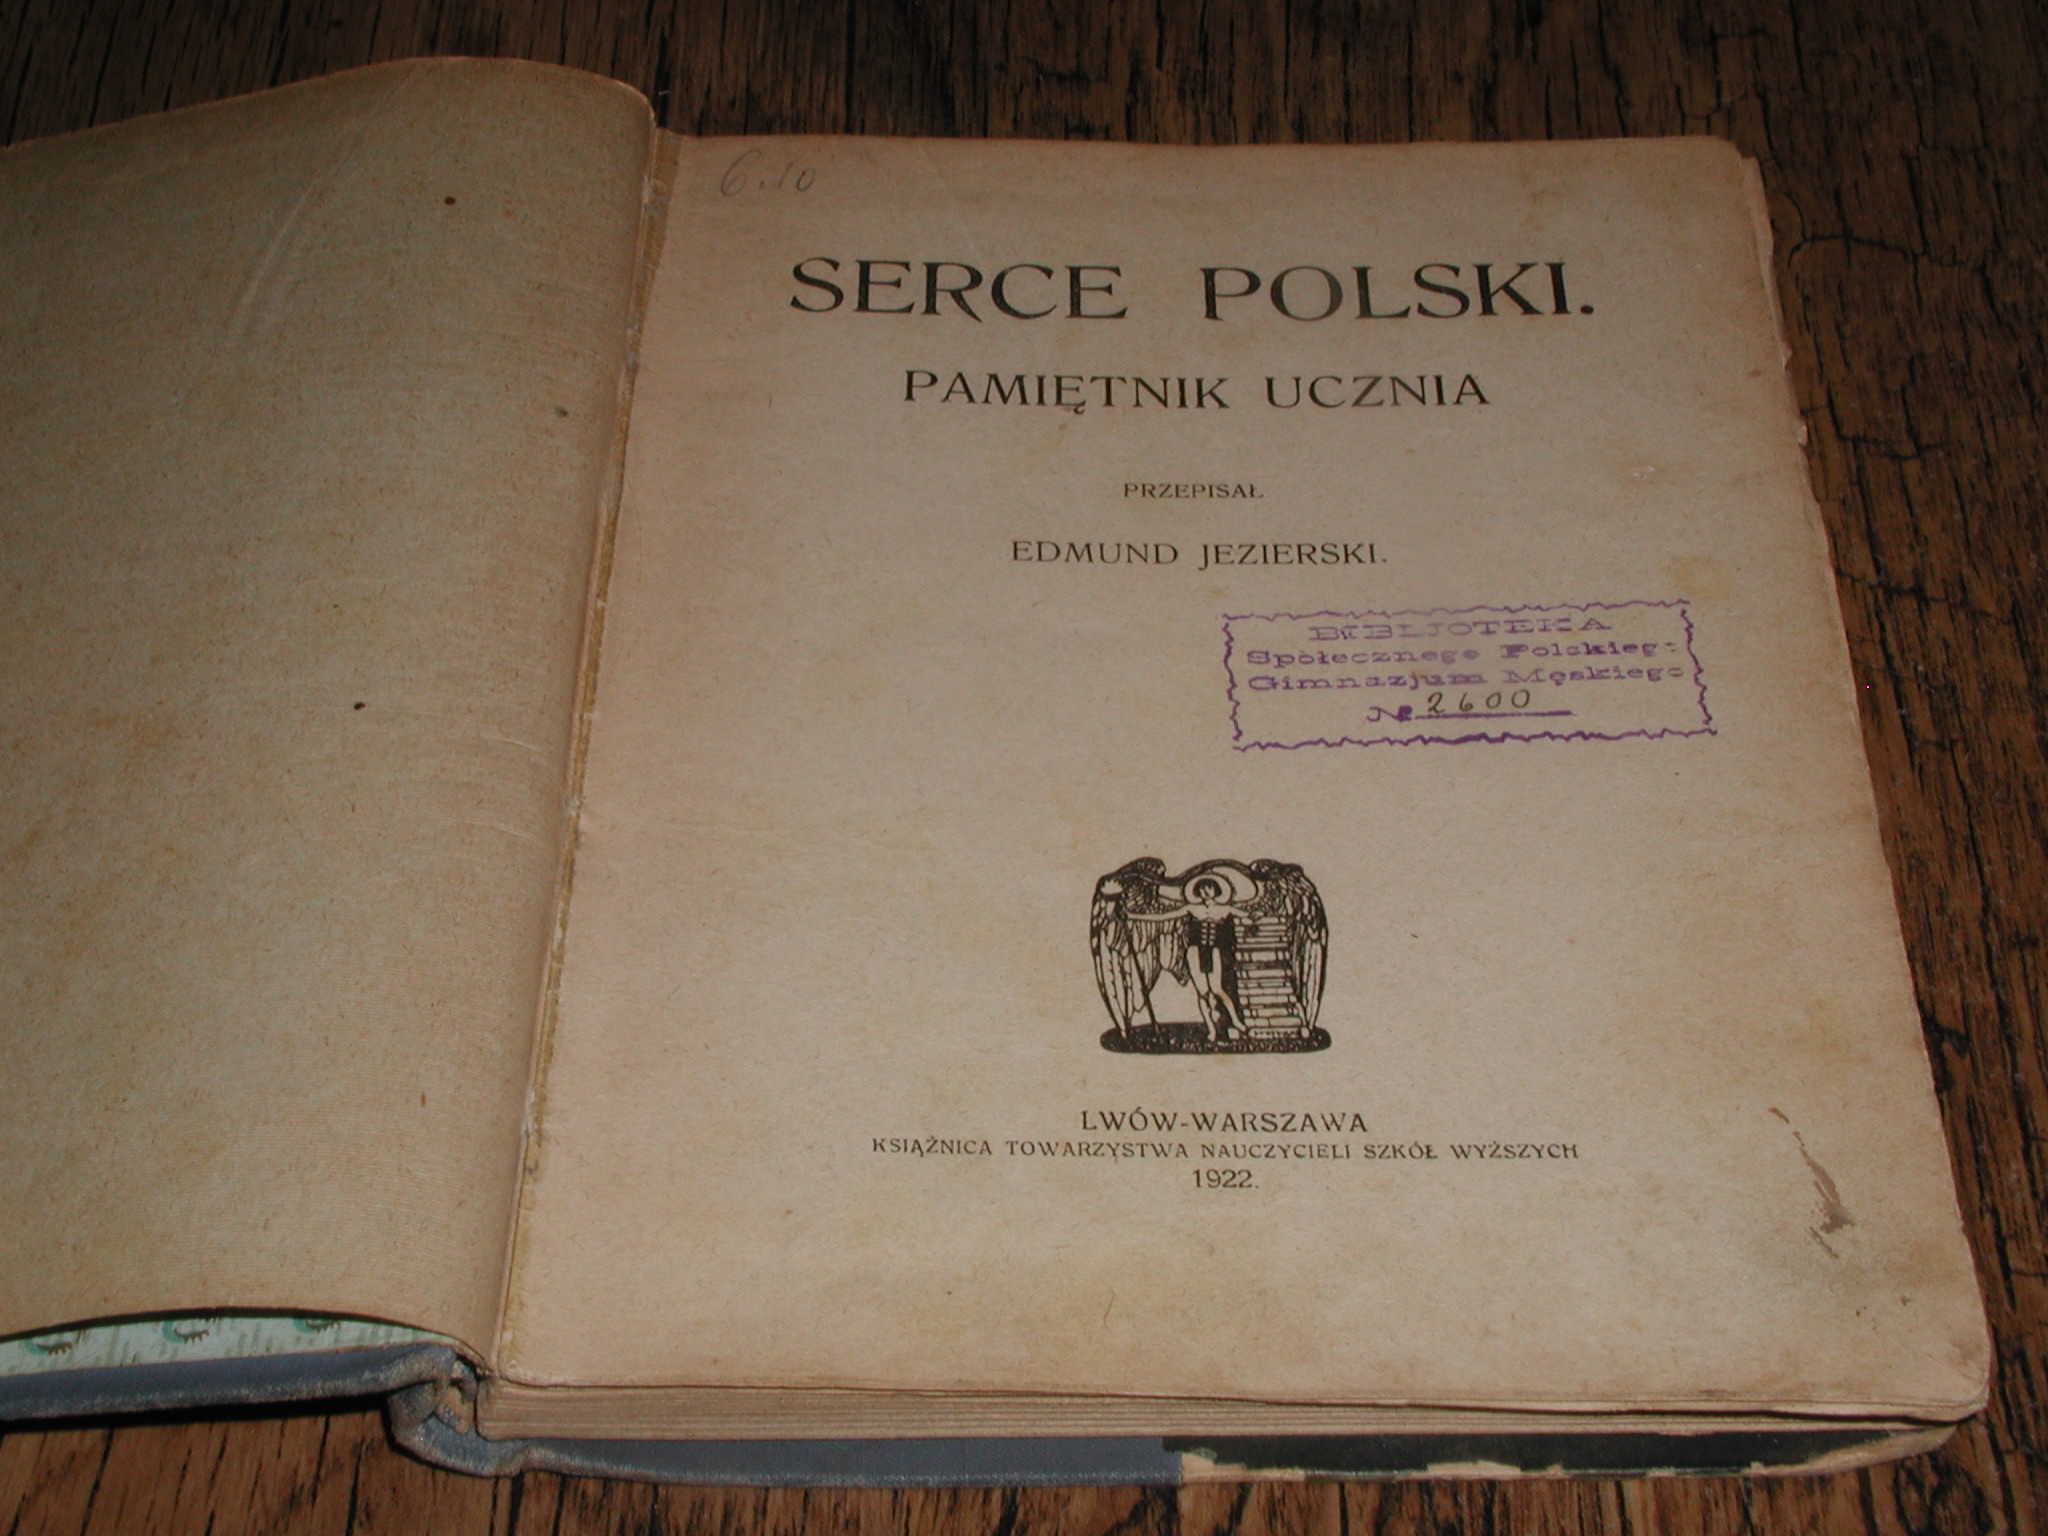 6.10
SERCE POLSKI.
PAMIĘTNIK UCZNIA
PRZEPISAŁ
EDMUND JEZIERSKI.
BIBLJOTEKA
Społecznego Polskiego
Gimnazjum Męskiego
№ 2600
LWÓW-WARSZAWA
KSIĄŻNICA TOWARZYSTWA NAUCZYCIELI SZKÓŁ WYŻSZYCH
1922.